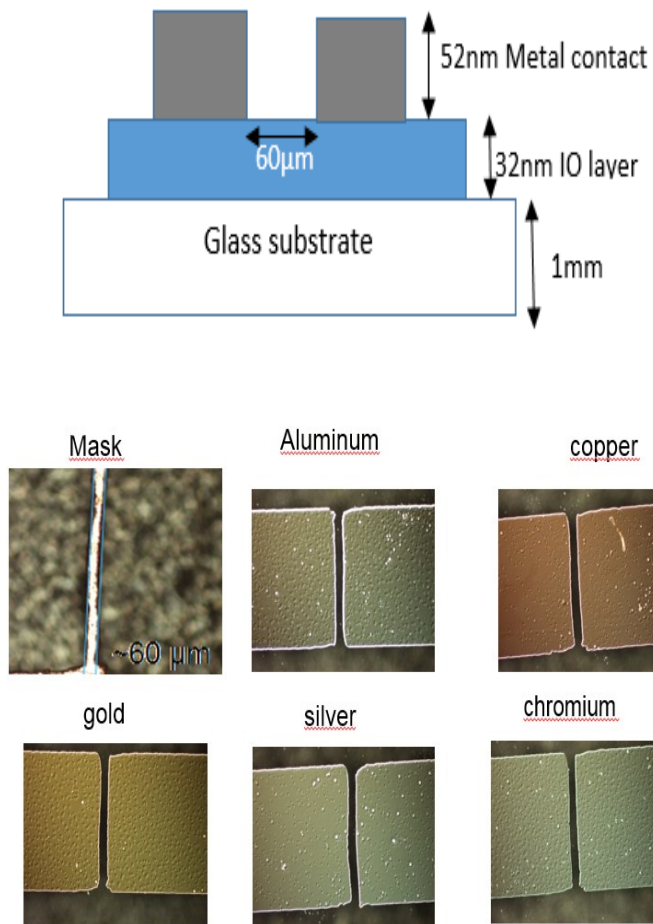 52nm Metal contact
60µm
32nm IO layer
Glass substrate
1mm
Mask
Aluminum
copper
~60 µm
gold
silver
chromium